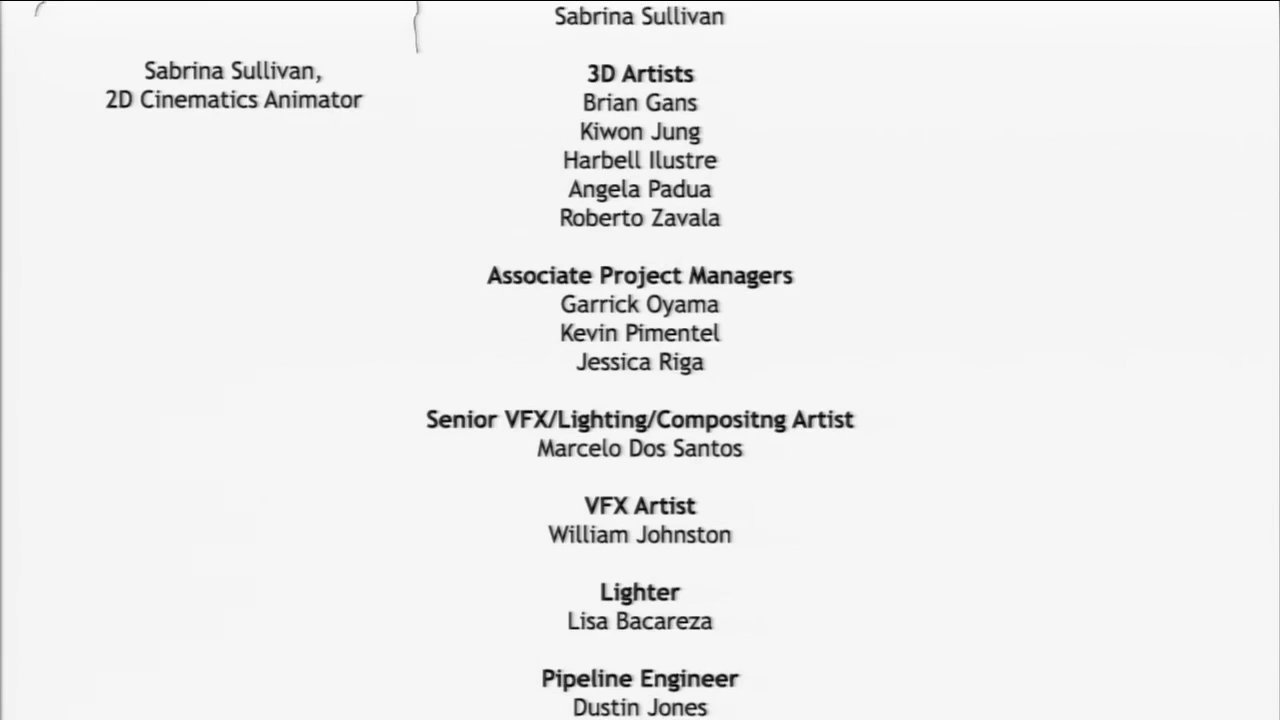 Sabrina Sullivan
Sabrina Sullivan,
2D Cinematics Animator
3D Artists
Brian Gans
Kiwon Jung
Harbell Ilustre
Angela Padua
Roberto Zavala
Associate Project Managers
Garrick Oyama
Kevin Pimentel
Jessica Riga
Senior VFX/Lighting/Compositng Artist
Marcelo Dos Santos
VFX Artist
William Johnston
Lighter
Lisa Bacareza
Pipeline Engineer
Dustin Jones